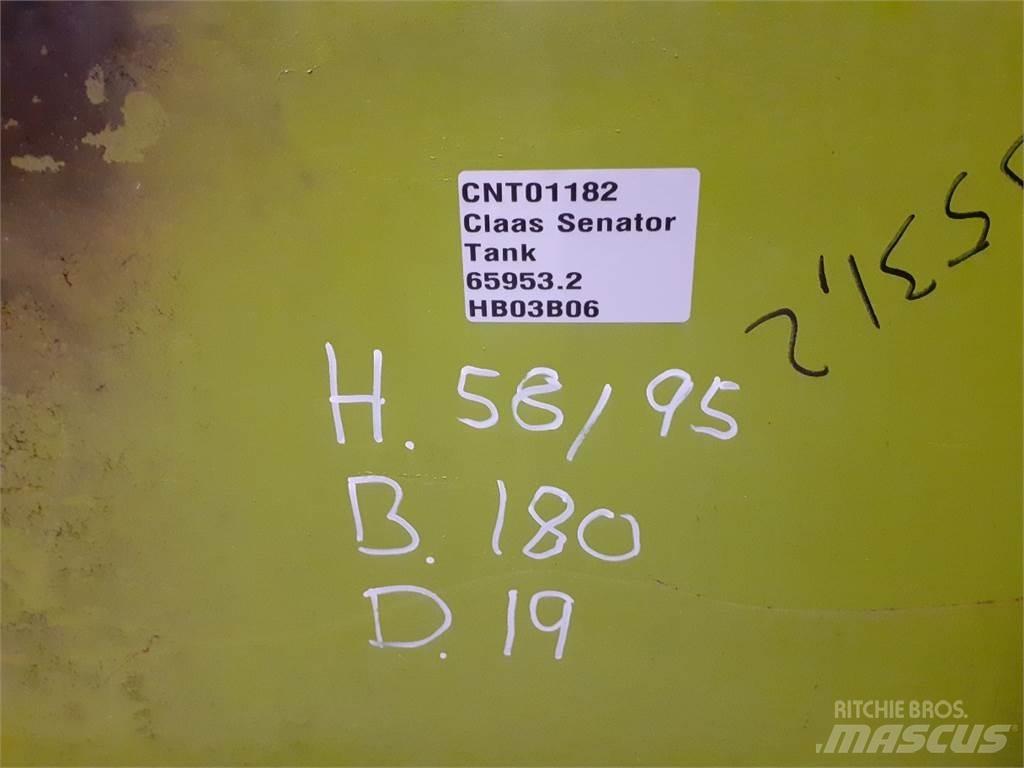 CNT01182
Claas Senator
Tank
65953.2
HB03B06
H. 58/95
B. 180
D. 19
RITCHIE BROS.
MASCUS